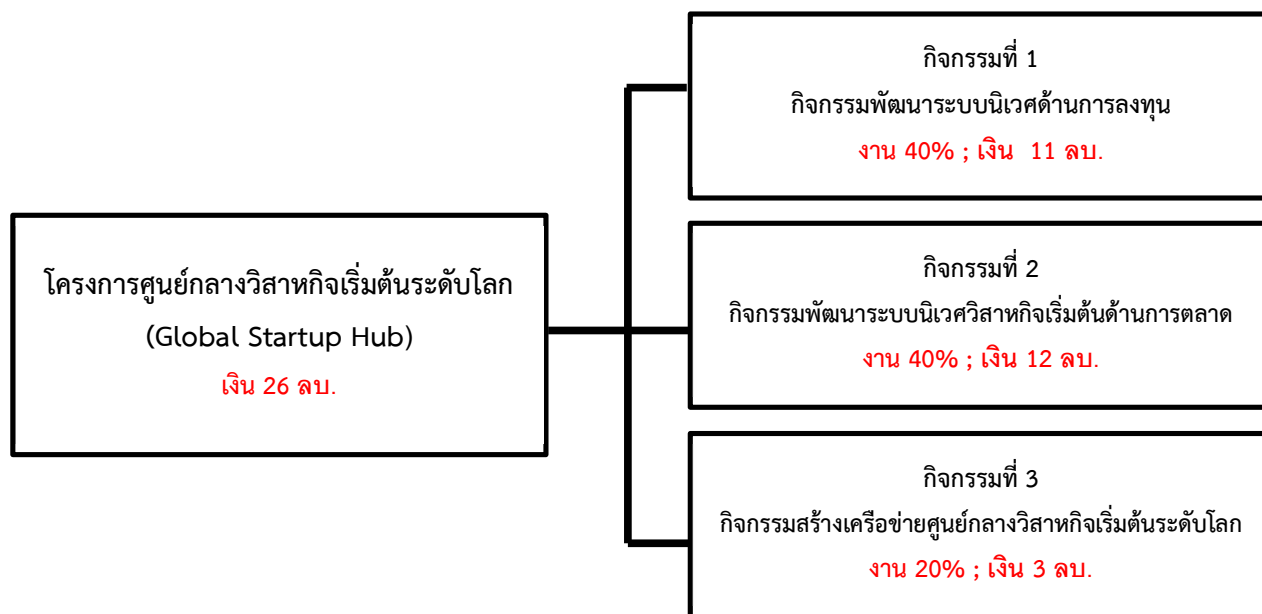 โครงการศูนย์กลางวิสาหกิจเริ่มต้นระดับโลก
(Global Startup Hub)
เงิน 26 ลบ.
กิจกรรมที่ 1
กิจกรรมพัฒนาระบบนิเวศด้านการลงทุน
งาน 40% ; เงิน 11 ลบ.
กิจกรรมที่ 2
กิจกรรมพัฒนาระบบนิเวศวิสาหกิจเริ่มต้นด้านการตลาด
งาน 40% ; เงิน 12 ลบ.
กิจกรรมที่ 3
กิจกรรมสร้างเครือข่ายศูนย์กลางวิสาหกิจเริ่มต้นระดับโลก
งาน 20% ; เงิน 3 ลบ.